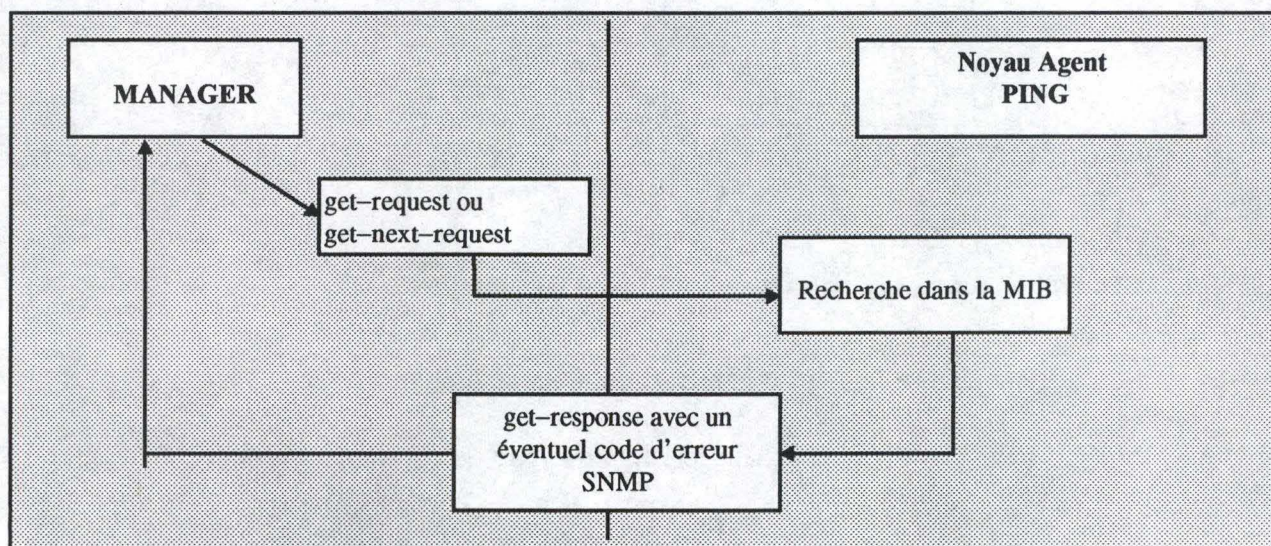 MANAGER
Noyau Agent
PING
get–request ou
get–next–request
Recherche dans la MIB
get–response avec un
éventuel code d'erreur
SNMP